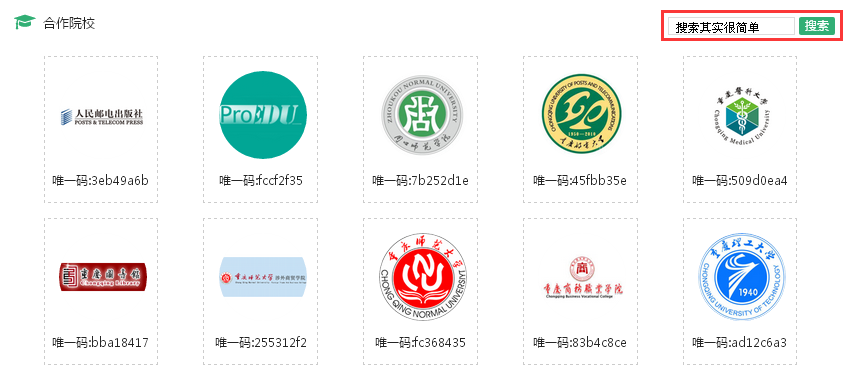 合作院校
搜索其实很简单 搜索
人民邮电出版社
POSTS & TELECOM PRESS
唯一码:3eb49a6b
ProEDU
唯一码:fccf2f35
ZHOUKOU NORMAL UNIVERSITY
周口师范学院
唯一码:7b252d1e
CHONGQING UNIVERSITY OF POSTS AND TELECOMMUNICATIONS
1950—2010
重庆邮电大学
唯一码:45fbb35e
重庆医科大学
Chongqing Medical University
唯一码:509d0ea4
重庆图书馆
Chongqing Library
唯一码:bba18417
重庆师范大学 涉外商贸学院
唯一码:255312f2
重庆师范大学
CHONG QING NORMAL UNIVERSITY
唯一码:fc368435
重庆商务职业学院
Chongqing Business Vocational College
唯一码:83b4c8ce
重庆理工大学
1940
CHONGQING UNIVERSITY OF TECHNOLOGY
唯一码:ad12c6a3